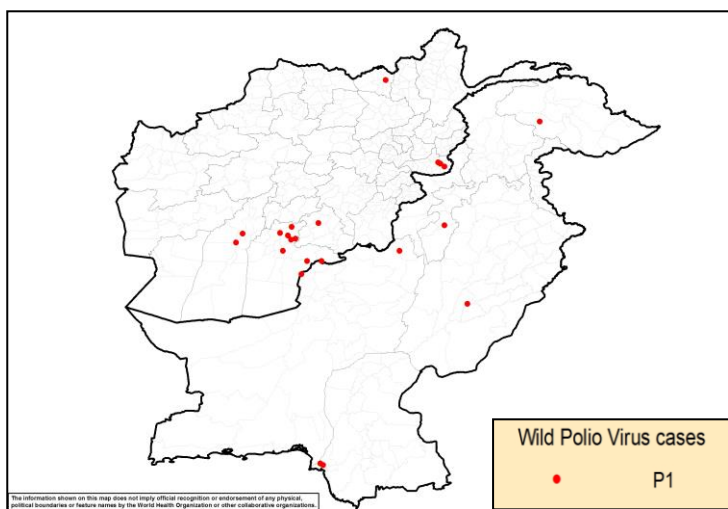 Wild Polio Virus cases
P1
The information shown on this map does not imply official recognition or endorsement of any physical,
political boundaries or feature names by the World Health Organization or other collaborative organizations.